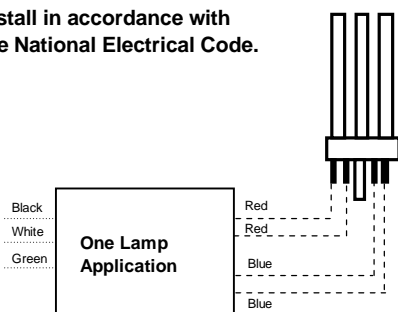 stall in accordance with
e National Electrical Code.
Black
White
Green
One Lamp
Application
Red
Red
Blue
Blue